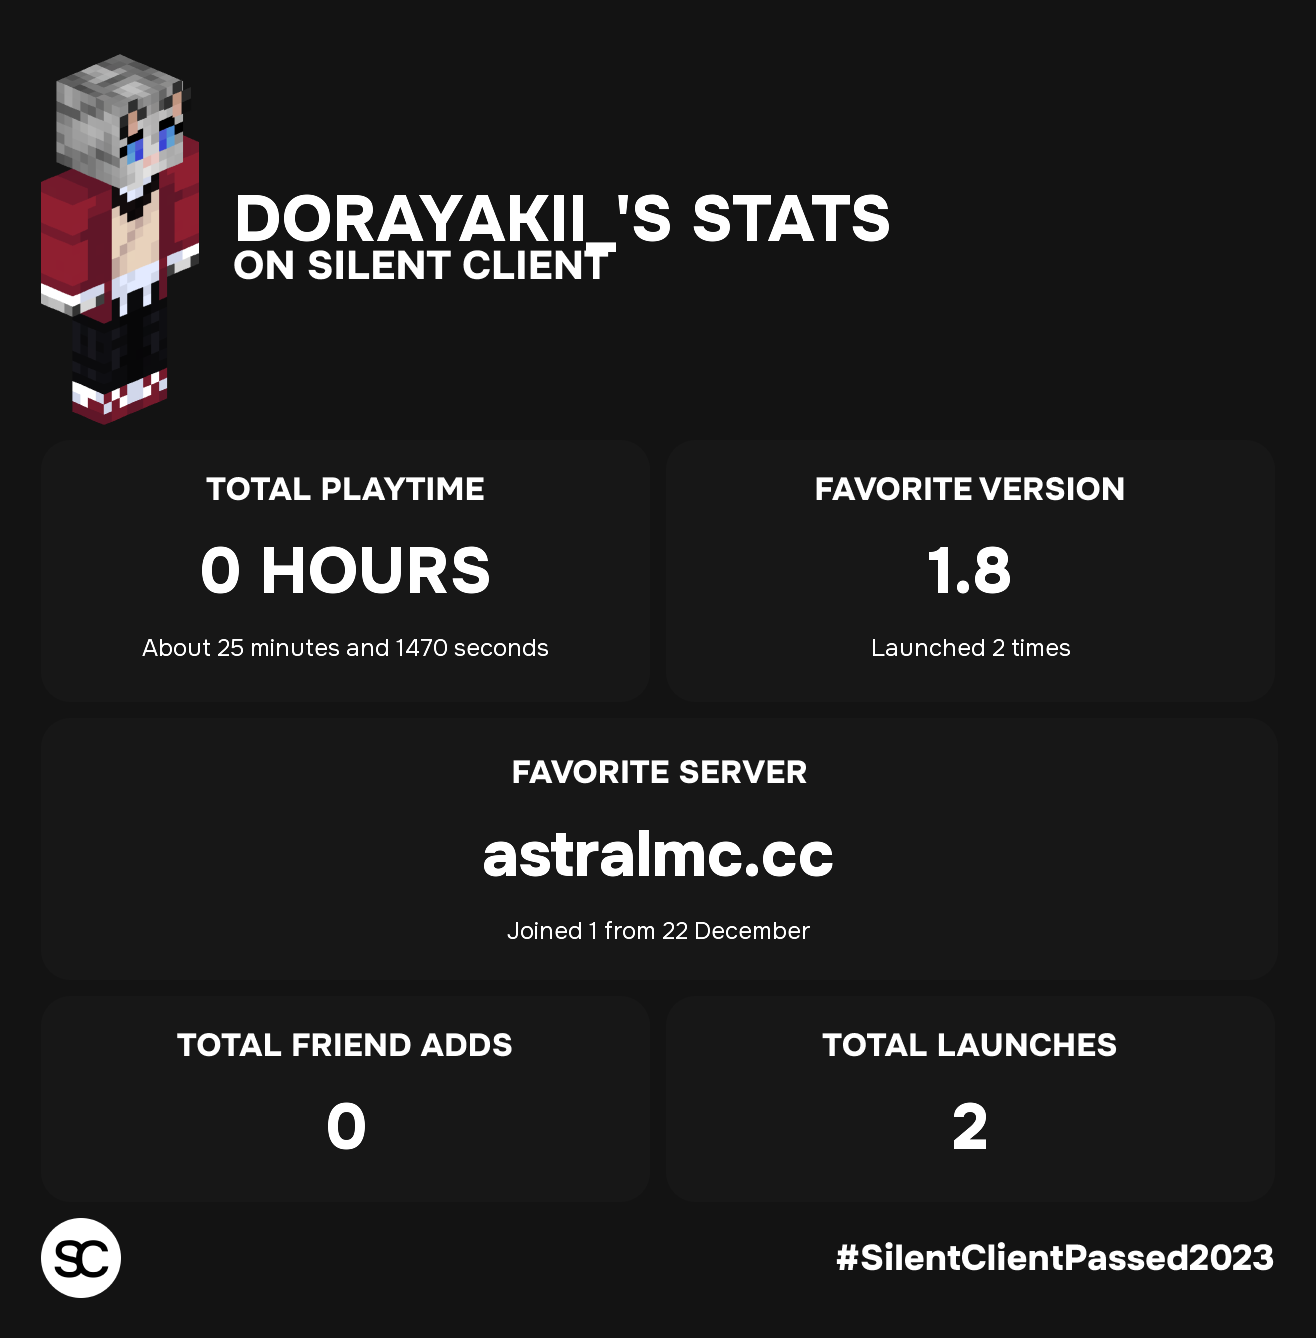 DORAYAKII_'S STATS
ON SILENT CLIENT
TOTAL PLAYTIME
0 HOURS
About 25 minutes and 1470 seconds
FAVORITE VERSION
1.8
Launched 2 times
FAVORITE SERVER
astralmc.cc
Joined 1 from 22 December
TOTAL FRIEND ADDS
0
TOTAL LAUNCHES
2
SC
#SilentClientPassed2023